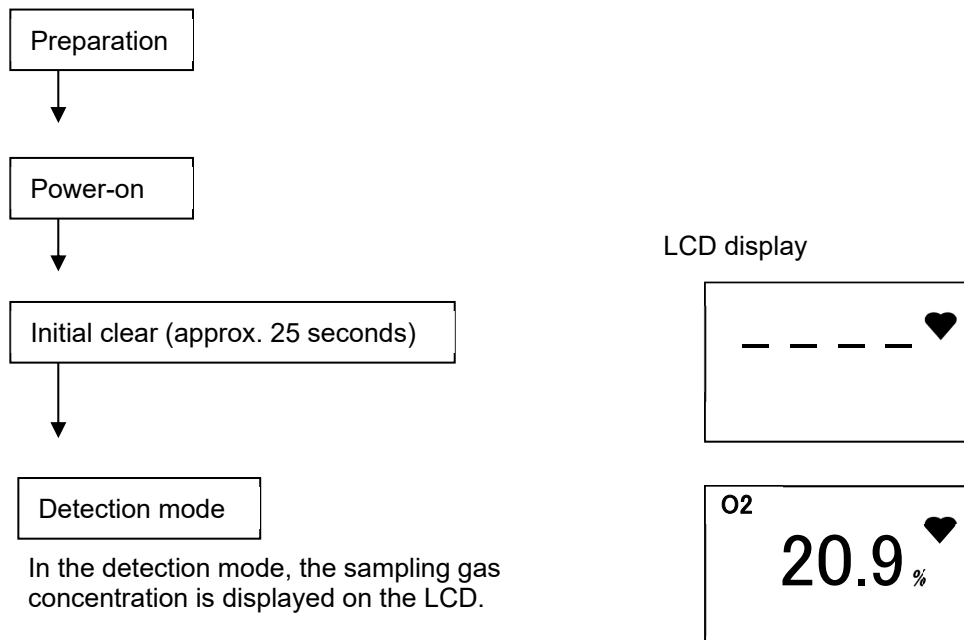 Preparation
Power-on
LCD display
Initial clear (approx. 25 seconds)
– – – –
Detection mode
O2
20.9 %
In the detection mode, the sampling gas
concentration is displayed on the LCD.